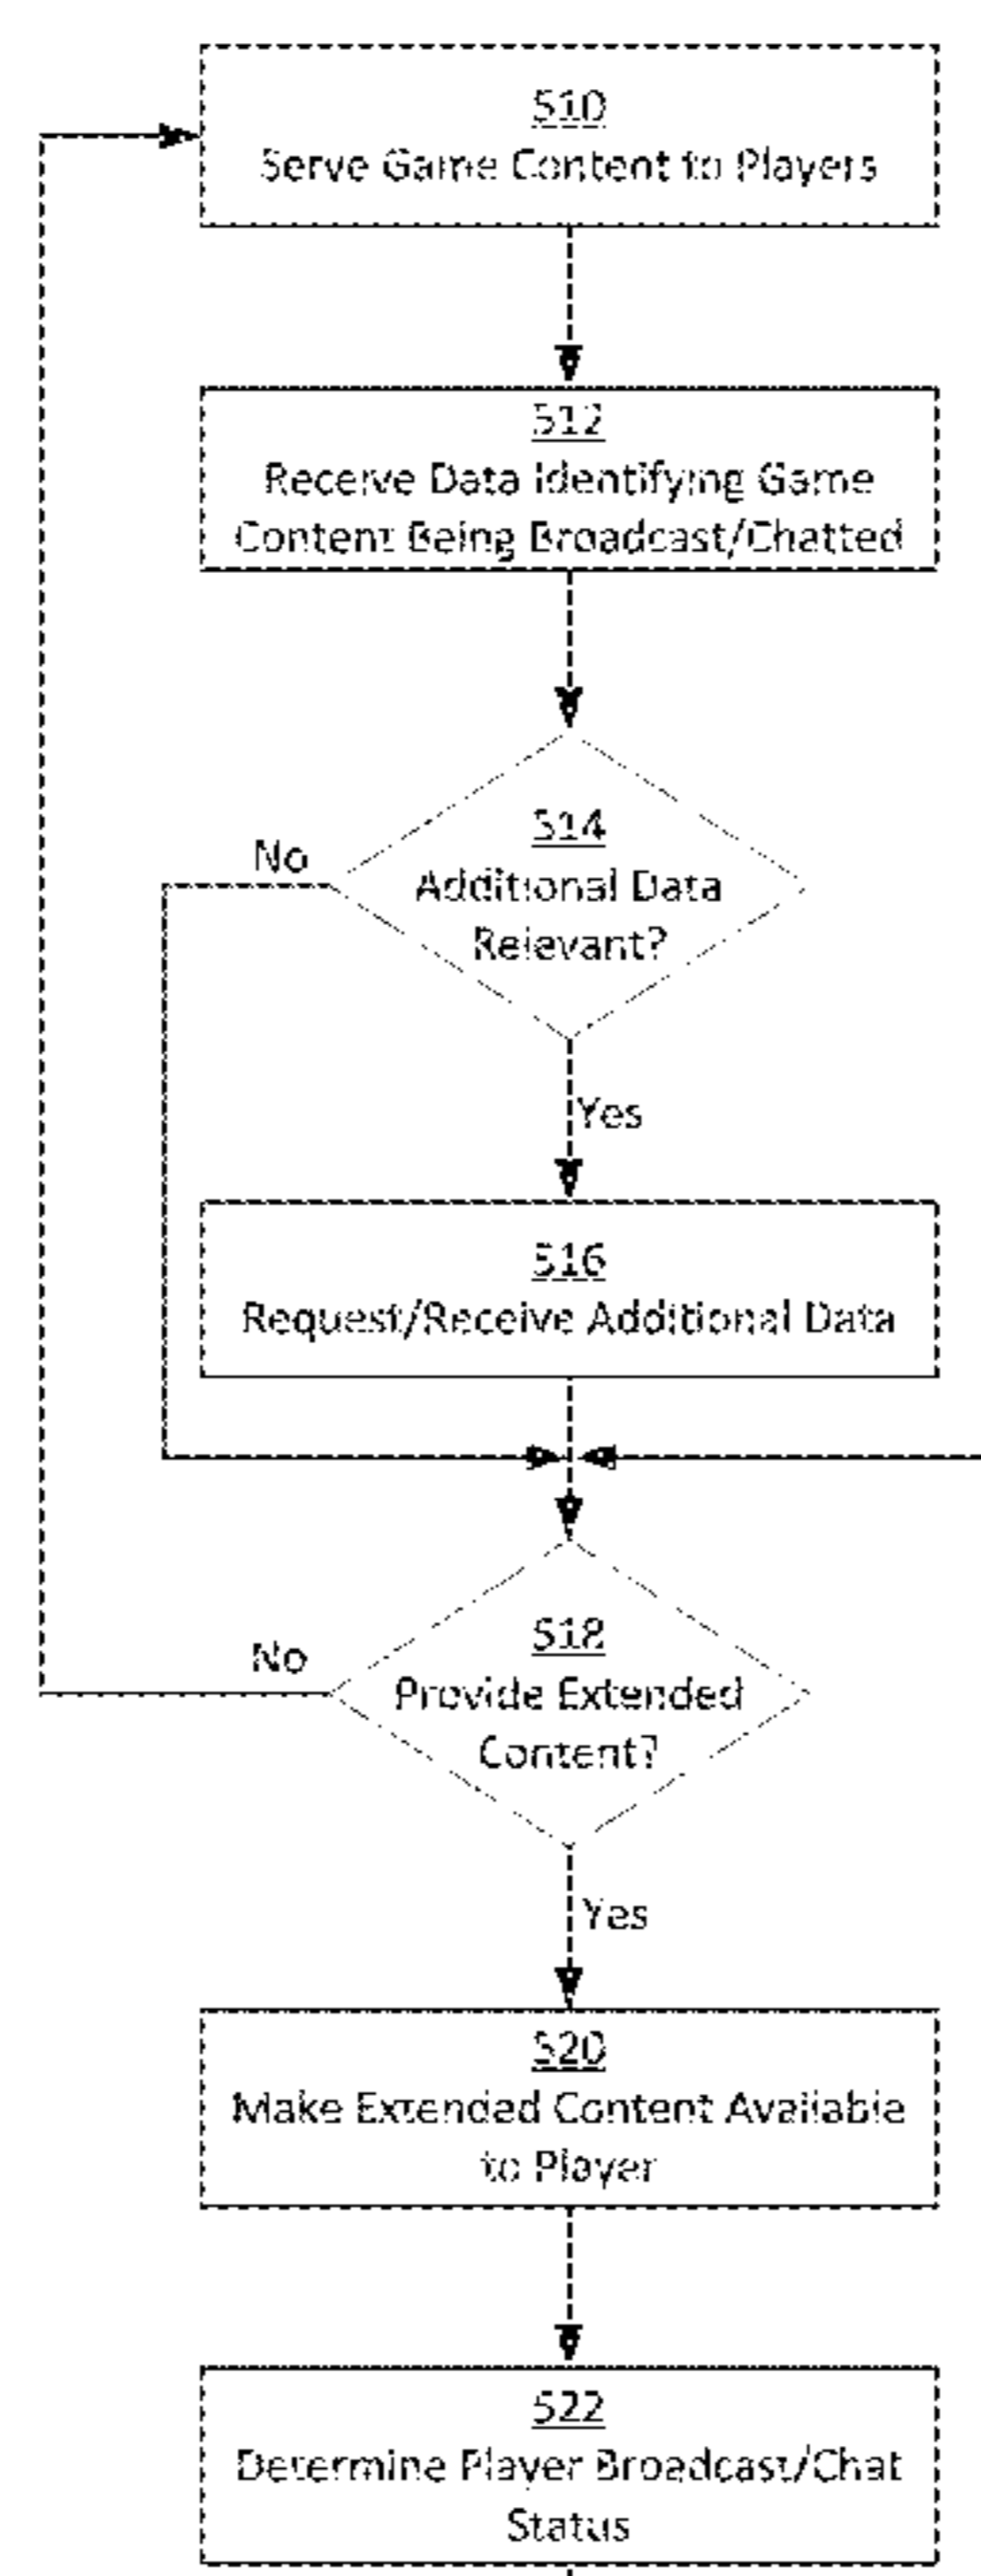 510
Serve Game Content to Players
512
Receive Data Identifying Game
Content Being Broadcast/Chatted
514
No
Additional Data
Relevant?
Yes
516
Request/Receive Additional Data
518
No
Provide Extended
Content?
Yes
520
Make Extended Content Available
to Player
522
Determine Player Broadcast/Chat
Status